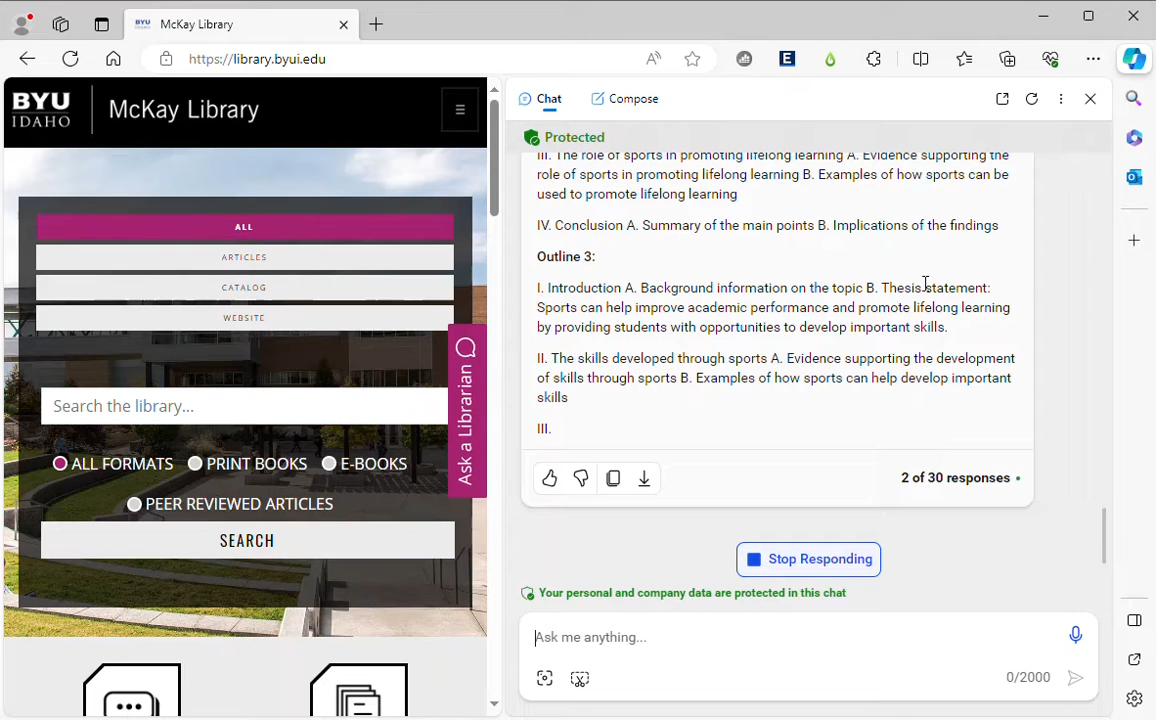 McKay Library
https://library.byui.edu
BYU
IDAHO
McKay Library
ALL
ARTICLES
CATALOG
WEBSITE
Search the library...
ALL FORMATS
PRINT BOOKS
E-BOOKS
PEER REVIEWED ARTICLES
SEARCH
Ask a Librarian
Chat
Compose
Protected
III. The role of sports in promoting lifelong learning A. Evidence supporting the
role of sports in promoting lifelong learning B. Examples of how sports can be
used to promote lifelong learning
IV. Conclusion A. Summary of the main points B. Implications of the findings
Outline 3:
I. Introduction A. Background information on the topic B. Thesis statement:
Sports can help improve academic performance and promote lifelong learning
by providing students with opportunities to develop important skills.
II. The skills developed through sports A. Evidence supporting the development
of skills through sports B. Examples of how sports can help develop important
skills
III.
2 of 30 responses
Stop Responding
Your personal and company data are protected in this chat
Ask me anything...
0/2000